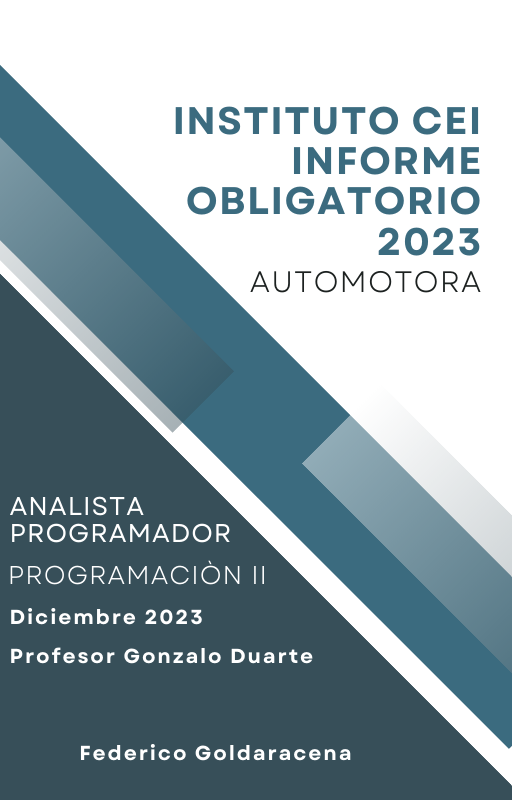 INSTITUTO CEI
INFORME
OBLIGATORIO
2023
AUTOMOTORA
ANALISTA
PROGRAMADOR
PROGRAMACIÒN II
Diciembre 2023
Profesor Gonzalo Duarte
Federico Goldaracena